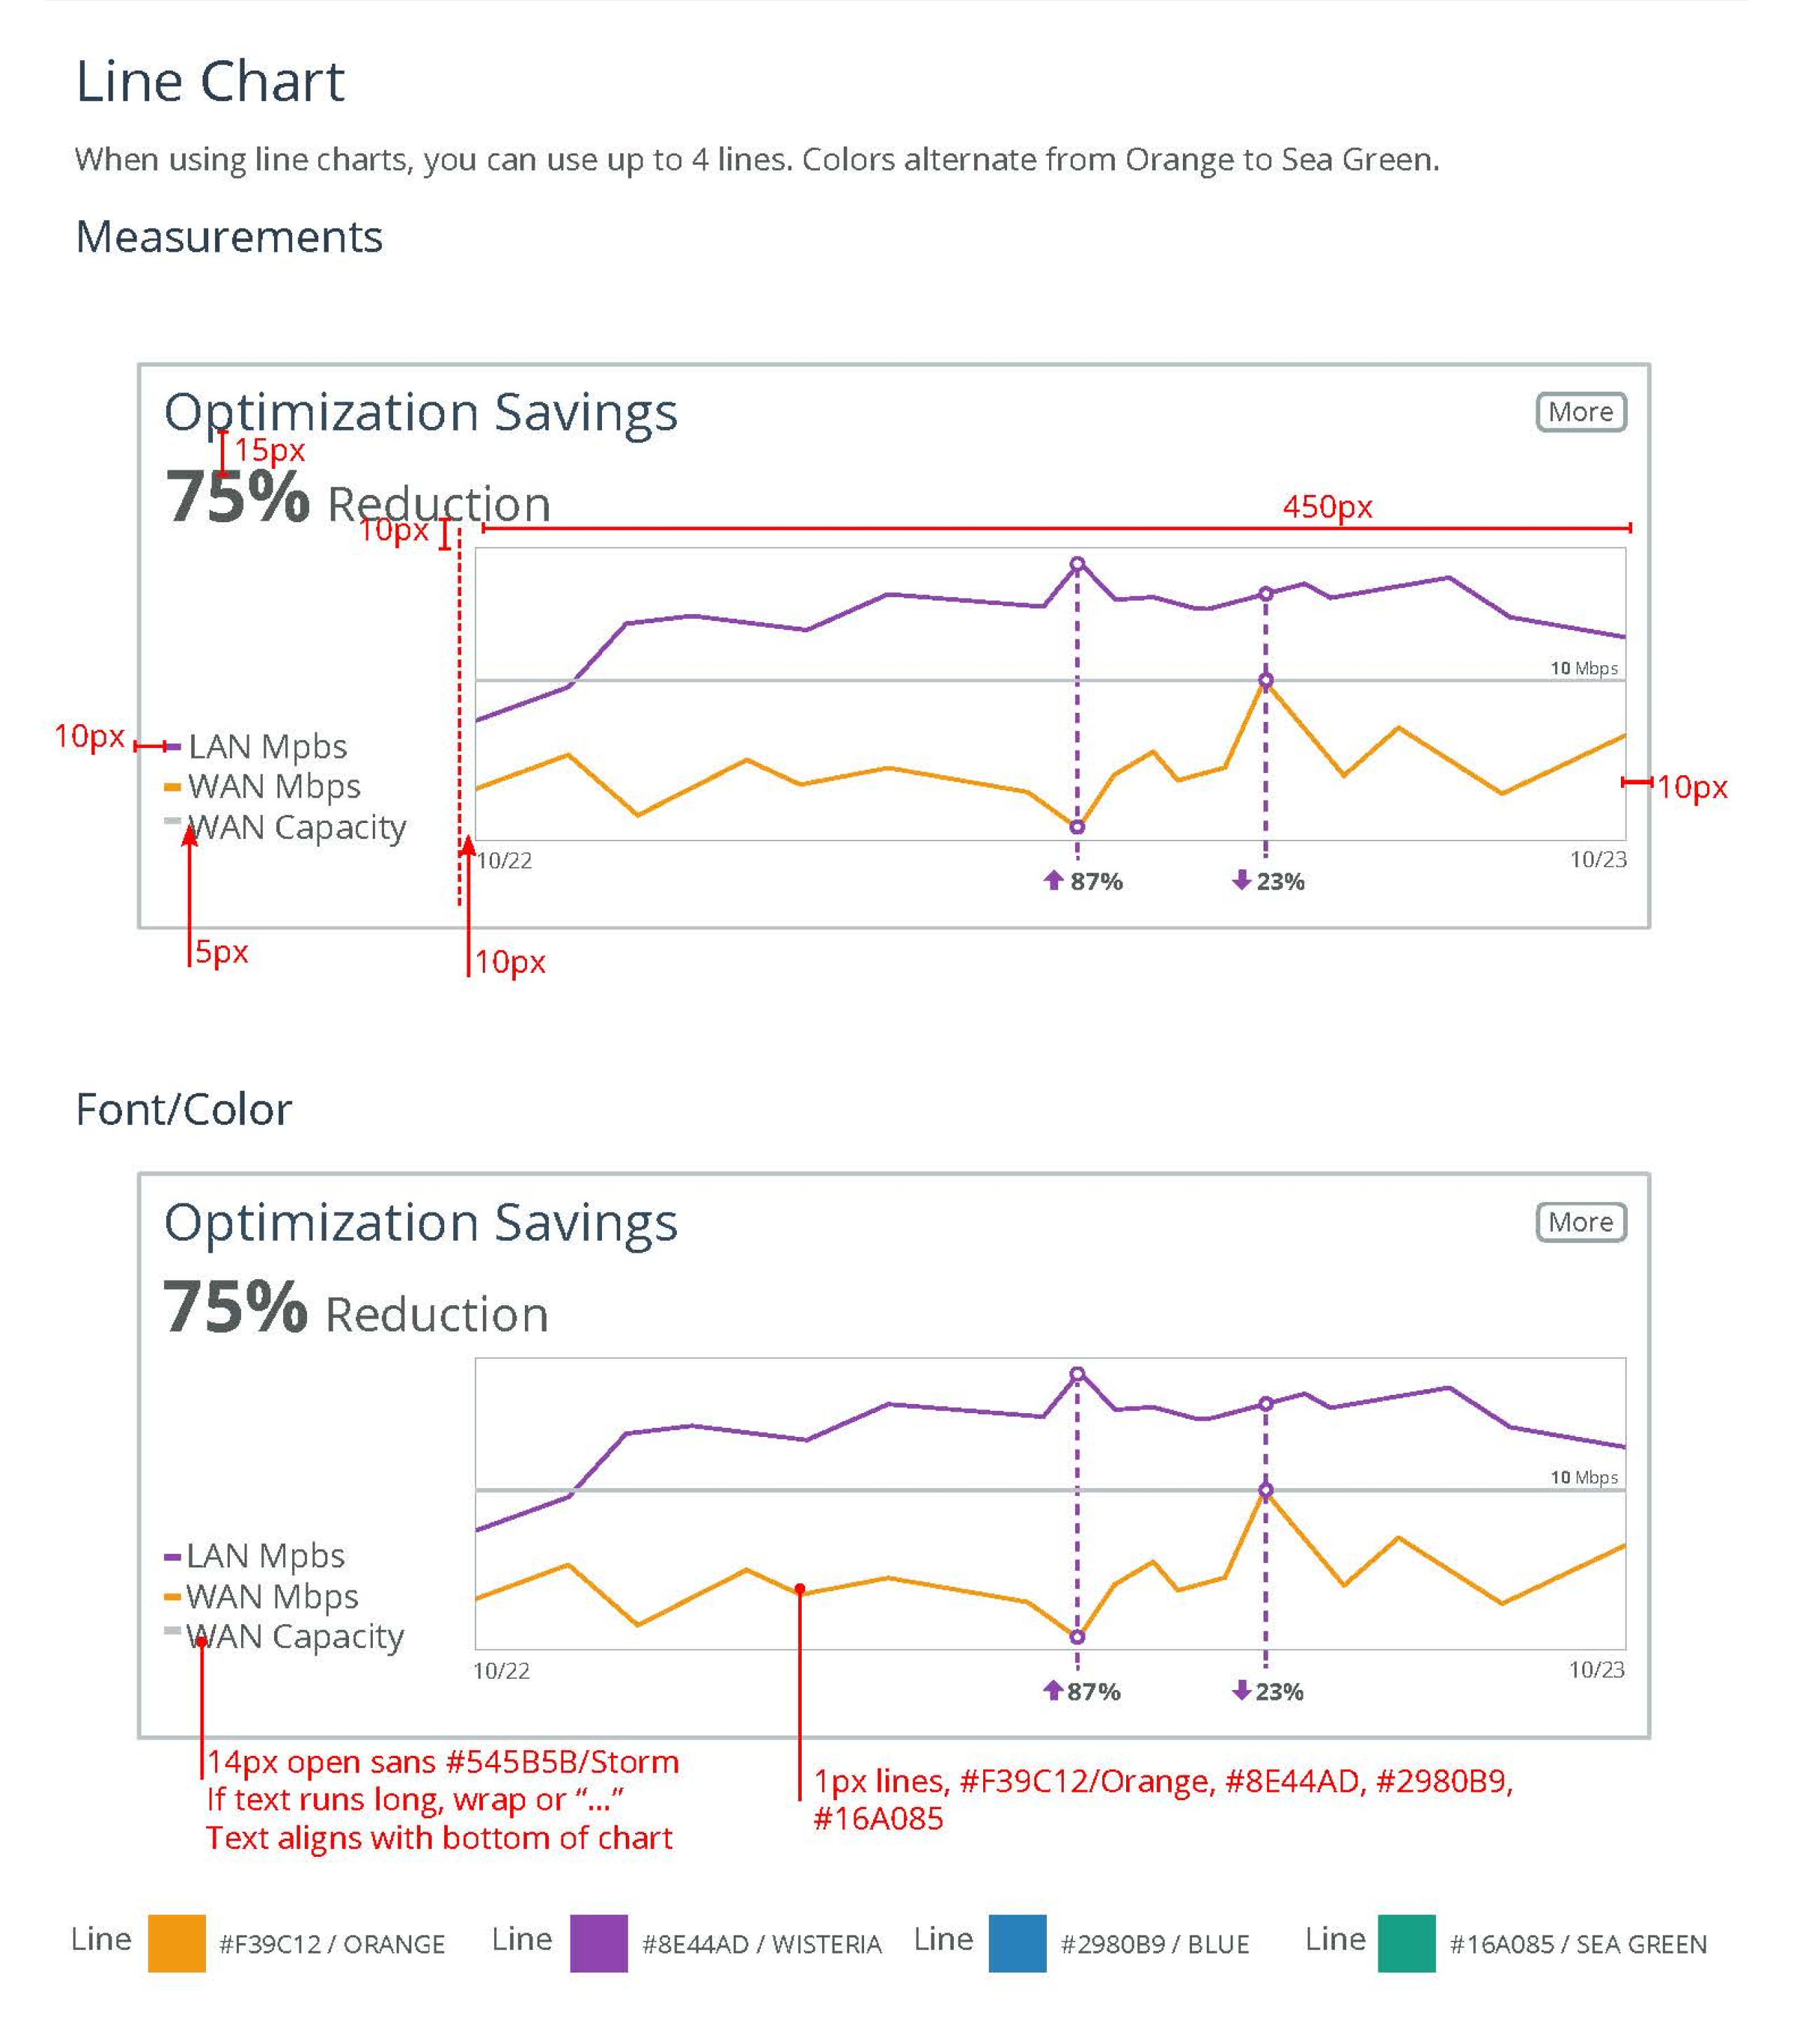 Line Chart
When using line charts, you can use up to 4 lines. Colors alternate from Orange to Sea Green.
Measurements
Optimization Savings
More
15px
75% Reduction
10px
450px
10 Mbps
10px
LAN Mpbs
WAN Mbps
WAN Capacity
10px
10/22
10/23
87%
23%
5px
10px
Font/Color
Optimization Savings
More
75% Reduction
10 Mbps
LAN Mpbs
WAN Mbps
WAN Capacity
10/22
10/23
87%
23%
14px open sans #545B5B/Storm
If text runs long, wrap or “...”
Text aligns with bottom of chart
1px lines, #F39C12/Orange, #8E44AD, #2980B9,
#16A085
Line #F39C12 / ORANGE
Line #8E44AD / WISTERIA
Line #2980B9 / BLUE
Line #16A085 / SEA GREEN